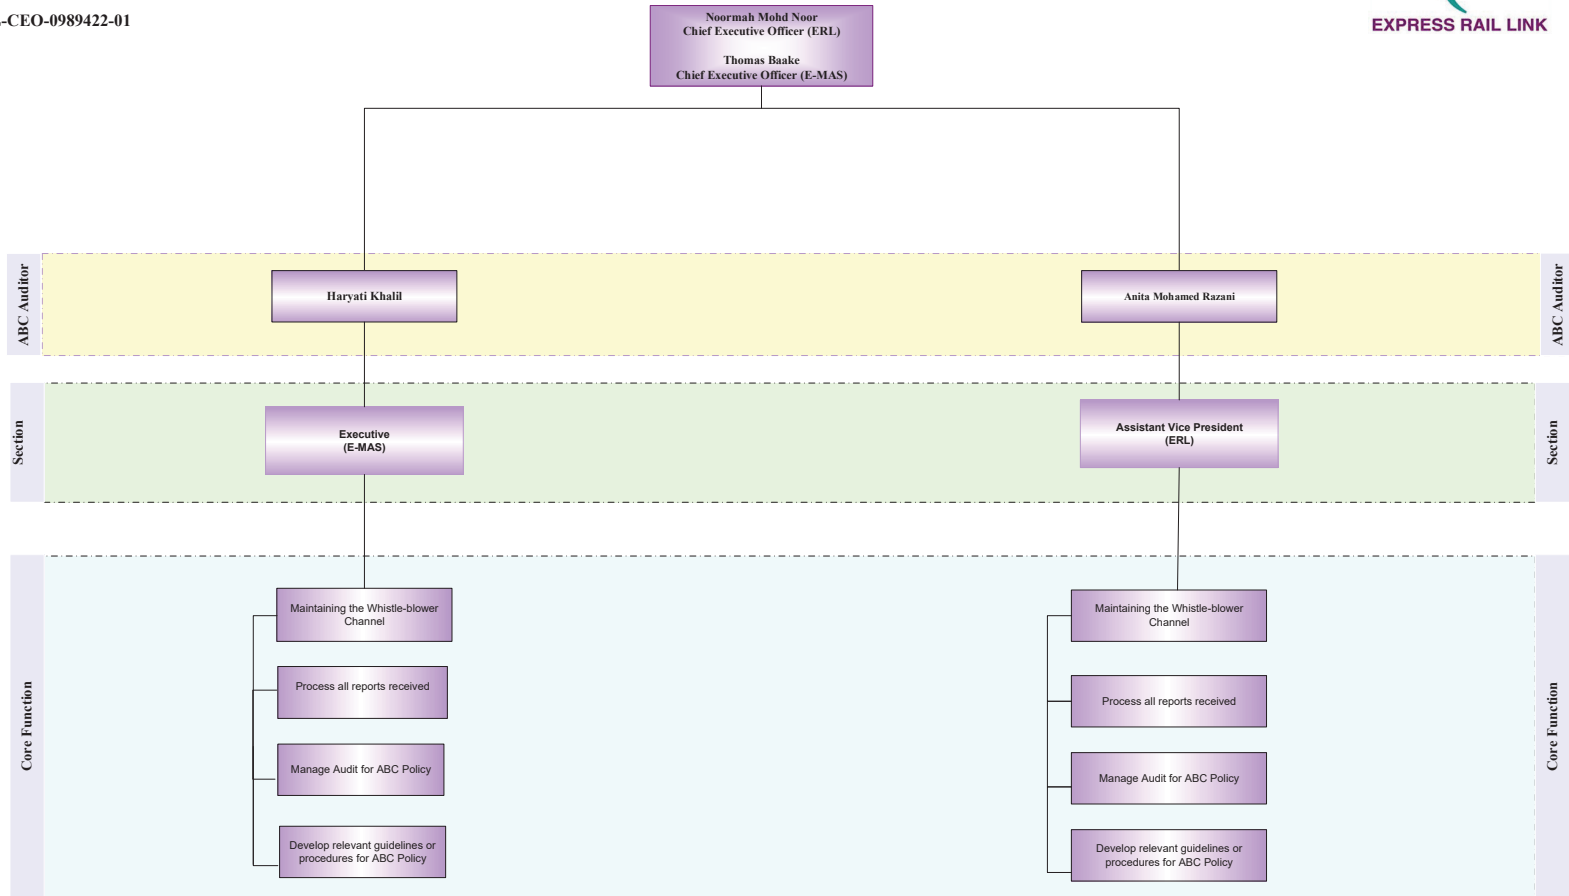 -CEO-0989422-01
Noormah Mohd Noor
Chief Executive Officer (ERL)
Thomas Baake
Chief Executive Officer (E-MAS)
EXPRESS RAIL LINK
ABC Auditor
Haryati Khalil
Anita Mohamed Razani
ABC Auditor
Section
Executive
(E-MAS)
Assistant Vice President
(ERL)
Section
Core Function
Maintaining the Whistle-blower
Channel
Process all reports received
Manage Audit for ABC Policy
Develop relevant guidelines or
procedures for ABC Policy
Maintaining the Whistle-blower
Channel
Process all reports received
Manage Audit for ABC Policy
Develop relevant guidelines or
procedures for ABC Policy
Core Function